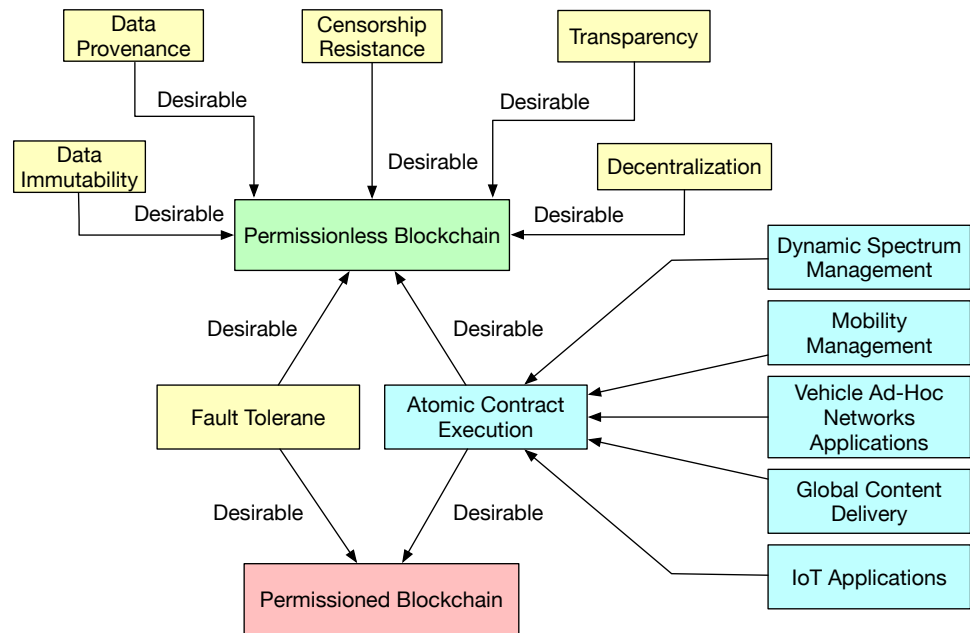 Data
Provenance
Censorship
Resistance
Transparency
Desirable
Desirable
Desirable
Data
Immutability
Decentralization
Desirable
Desirable
Permissionless Blockchain
Dynamic Spectrum
Management
Desirable
Desirable
Mobility
Management
Fault Tolerane
Atomic Contract
Execution
Vehicle Ad-Hoc
Networks
Applications
Desirable
Desirable
Global Content
Delivery
Permissioned Blockchain
IoT Applications